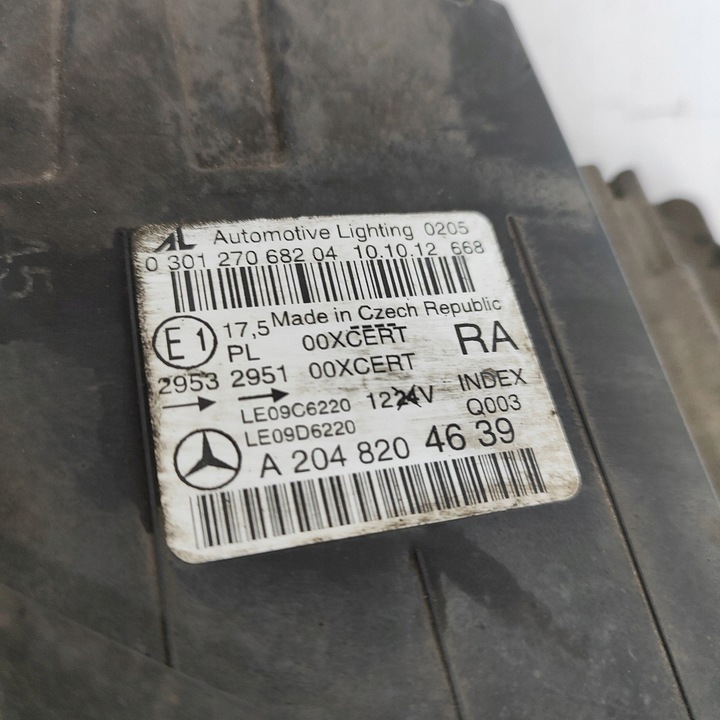 AL Automotive Lighting 0205
0 301 270 682 04 10.10.12 668
E1 17,5 Made in Czech Republic
PL 00XCERT RA
2953 2951 00XCERT
LE09C6220 1224V INDEX
LE09D6220 Q003
A 204 820 46 39